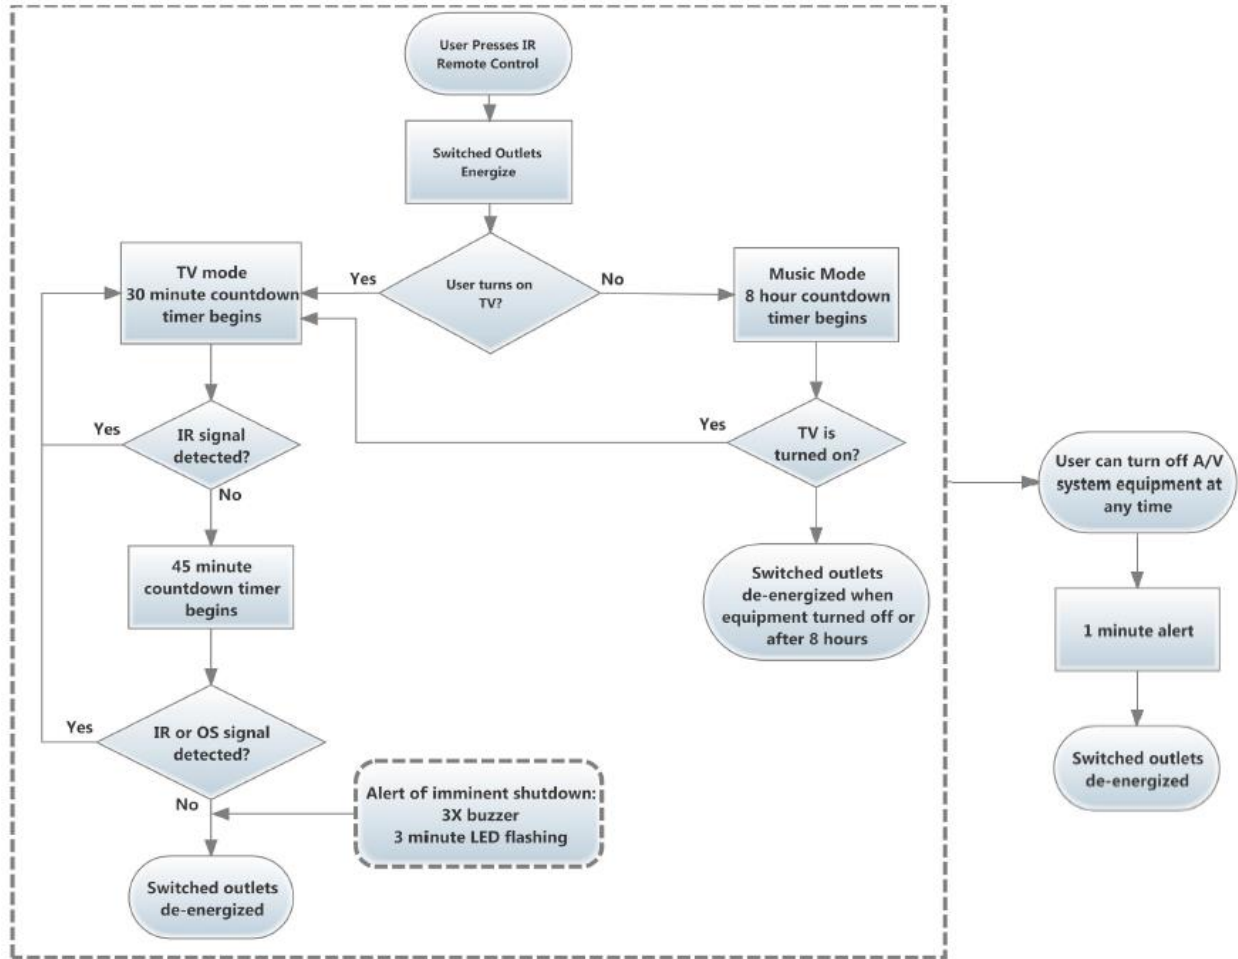 User Presses IR
Remote Control
Switched Outlets
Energize
User turns on
TV?
Yes
No
TV mode
30 minute countdown
timer begins
Music Mode
8 hour countdown
timer begins
IR signal
detected?
Yes
No
TV is
turned on?
Yes
45 minute
countdown timer
begins
Switched outlets
de-energized when
equipment turned off or
after 8 hours
IR or OS signal
detected?
Yes
No
Alert of imminent shutdown:
3X buzzer
3 minute LED flashing
Switched outlets
de-energized
User can turn off A/V
system equipment at
any time
1 minute alert
Switched outlets
de-energized